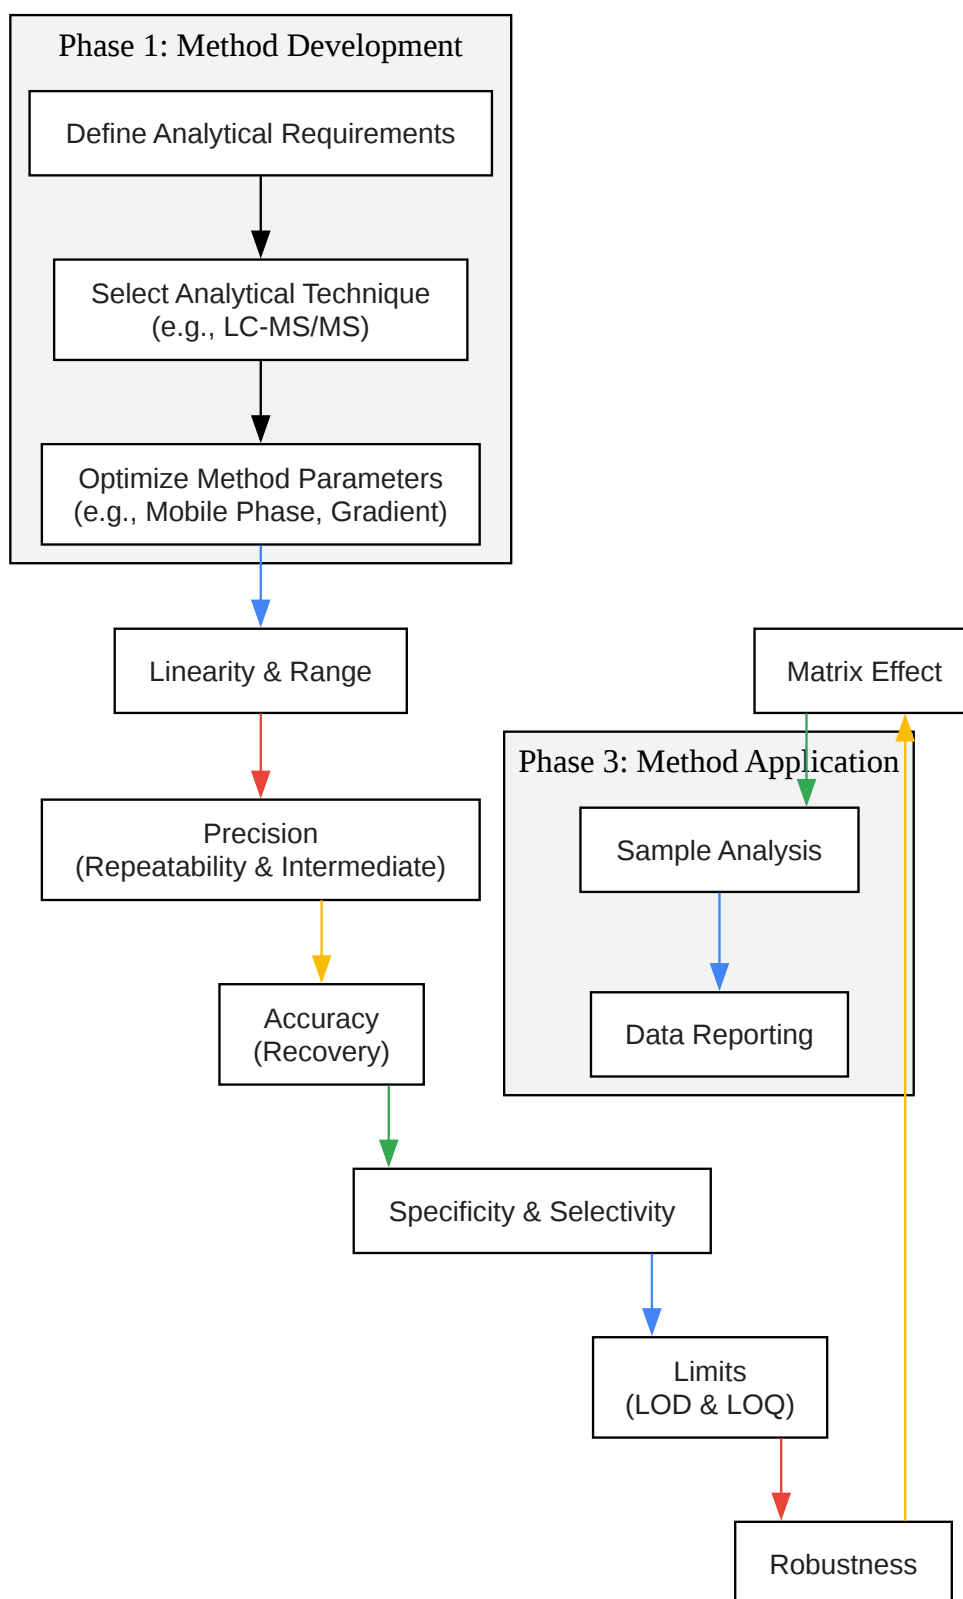 Phase 1: Method Development
Define Analytical Requirements
Select Analytical Technique
(e.g., LC-MS/MS)
Optimize Method Parameters
(e.g., Mobile Phase, Gradient)
Linearity & Range
Matrix Effect
Phase 3: Method Application
Precision
(Repeatability & Intermediate)
Sample Analysis
Accuracy
(Recovery)
Data Reporting
Specificity & Selectivity
Limits
(LOD & LOQ)
Robustness